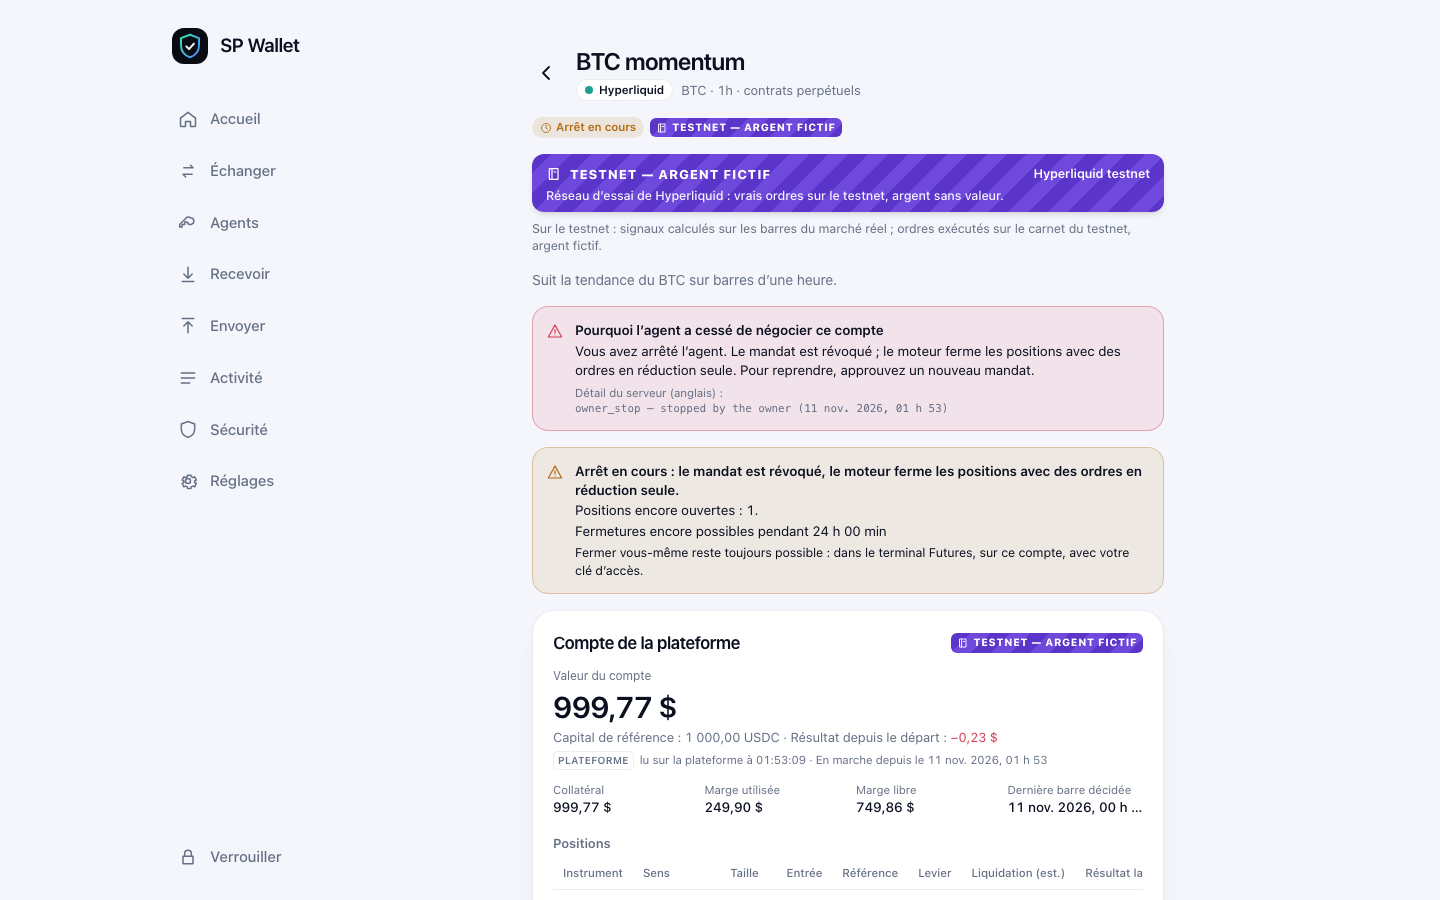 SP Wallet
Accueil
Échanger
Agents
Recevoir
Envoyer
Activité
Sécurité
Réglages
Verrouiller
BTC momentum
Hyperliquid BTC · 1h · contrats perpétuels
Arrêt en cours TESTNET — ARGENT FICTIF
TESTNET — ARGENT FICTIF Hyperliquid testnet
Réseau d’essai de Hyperliquid : vrais ordres sur le testnet, argent sans valeur.
Sur le testnet : signaux calculés sur les barres du marché réel ; ordres exécutés sur le carnet du testnet,
argent fictif.
Suit la tendance du BTC sur barres d’une heure.
Pourquoi l’agent a cessé de négocier ce compte
Vous avez arrêté l’agent. Le mandat est révoqué ; le moteur ferme les positions avec des
ordres en réduction seule. Pour reprendre, approuvez un nouveau mandat.
Détail du serveur (anglais) :
owner_stop — stopped by the owner (11 nov. 2026, 01 h 53)
Arrêt en cours : le mandat est révoqué, le moteur ferme les positions avec des ordres en
réduction seule.
Positions encore ouvertes : 1.
Fermetures encore possibles pendant 24 h 00 min
Fermer vous-même reste toujours possible : dans le terminal Futures, sur ce compte, avec votre
clé d’accès.
Compte de la plateforme TESTNET — ARGENT FICTIF
Valeur du compte
999,77 $
Capital de référence : 1 000,00 USDC · Résultat depuis le départ : −0,23 $
PLATEFORME lu sur la plateforme à 01:53:09 · En marche depuis le 11 nov. 2026, 01 h 53
Collatéral Marge utilisée Marge libre Dernière barre décidée
999,77 $ 249,90 $ 749,86 $ 11 nov. 2026, 00 h ...
Positions
Instrument Sens Taille Entrée Référence Levier Liquidation (est.) Résultat la